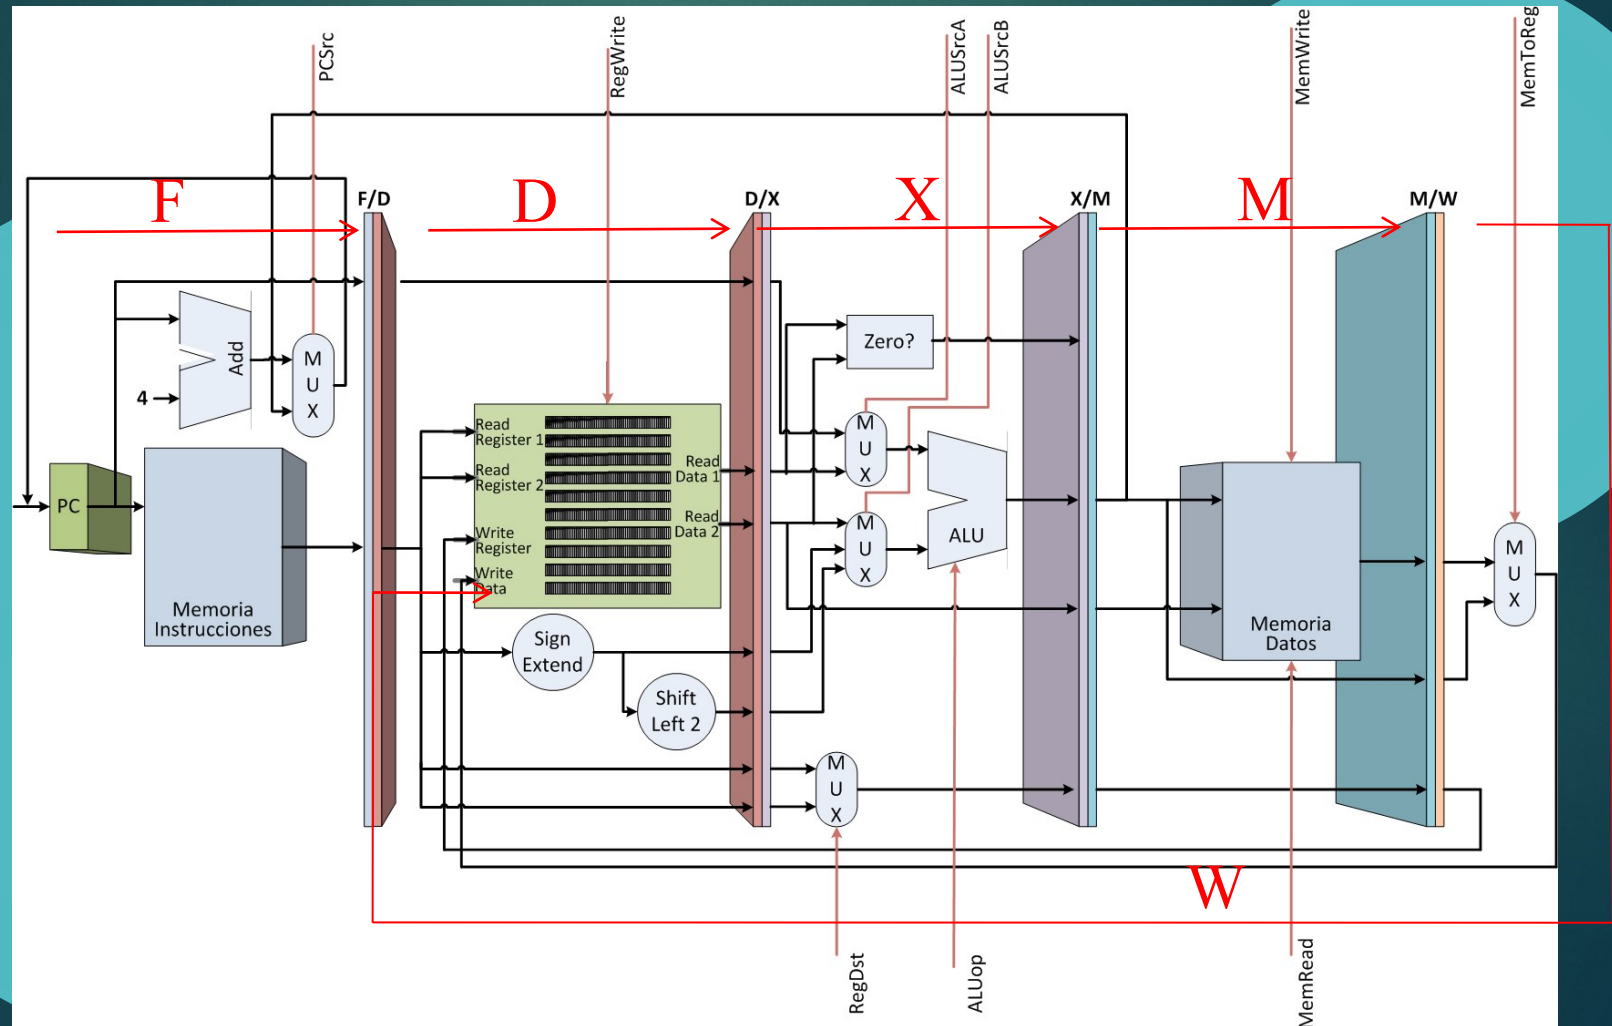 PCSrc
RegWrite
ALUSrcA
ALUSrcB
MemWrite
MemToReg
F
D
X
M
F/D
D/X
X/M
M/W
Add
4
M
U
X
PC
Memoria
Instrucciones
Read
Register 1
Read
Register 2
Write
Register
Write
Data
Read
Data 1
Read
Data 2
Sign
Extend
Shift
Left 2
Zero?
M
U
X
M
U
X
ALU
M
U
X
Memoria
Datos
M
U
X
W
RegDst
ALUop
MemRead